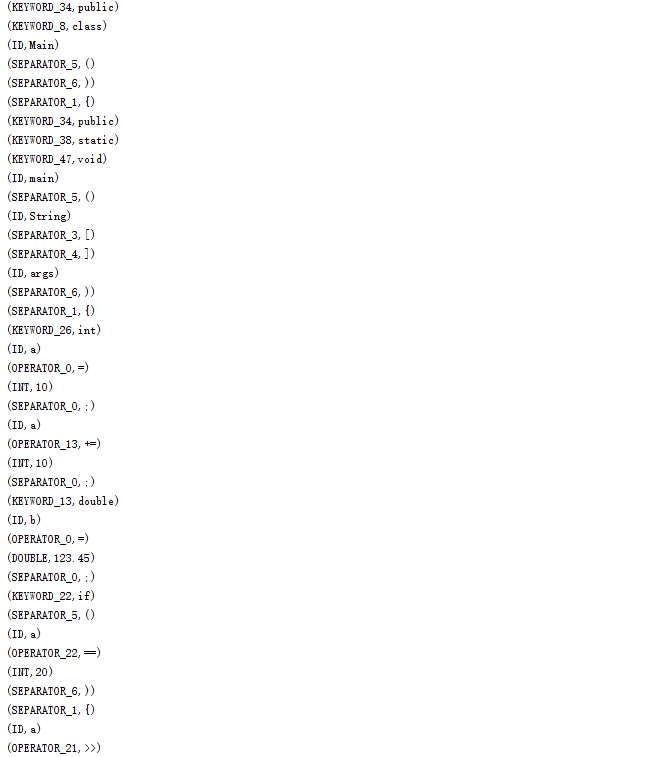 (KEYWORD_34,public)
(KEYWORD_8,class)
(ID,Main)
(SEPARATOR_5,()
(SEPARATOR_6,))
(SEPARATOR_1,{)
(KEYWORD_34,public)
(KEYWORD_38,static)
(KEYWORD_47,void)
(ID,main)
(SEPARATOR_5,()
(ID,String)
(SEPARATOR_3,[)
(SEPARATOR_4,])
(ID,args)
(SEPARATOR_6,))
(SEPARATOR_1,{)
(KEYWORD_26,int)
(ID,a)
(OPERATOR_0,=)
(INT,10)
(SEPARATOR_0,;)
(ID,a)
(OPERATOR_13,+=)
(INT,10)
(SEPARATOR_0,;)
(KEYWORD_13,double)
(ID,b)
(OPERATOR_0,=)
(DOUBLE,123.45)
(SEPARATOR_0,;)
(KEYWORD_22,if)
(SEPARATOR_5,()
(ID,a)
(OPERATOR_22,==)
(INT,20)
(SEPARATOR_6,))
(SEPARATOR_1,{)
(ID,a)
(OPERATOR_21,>>)